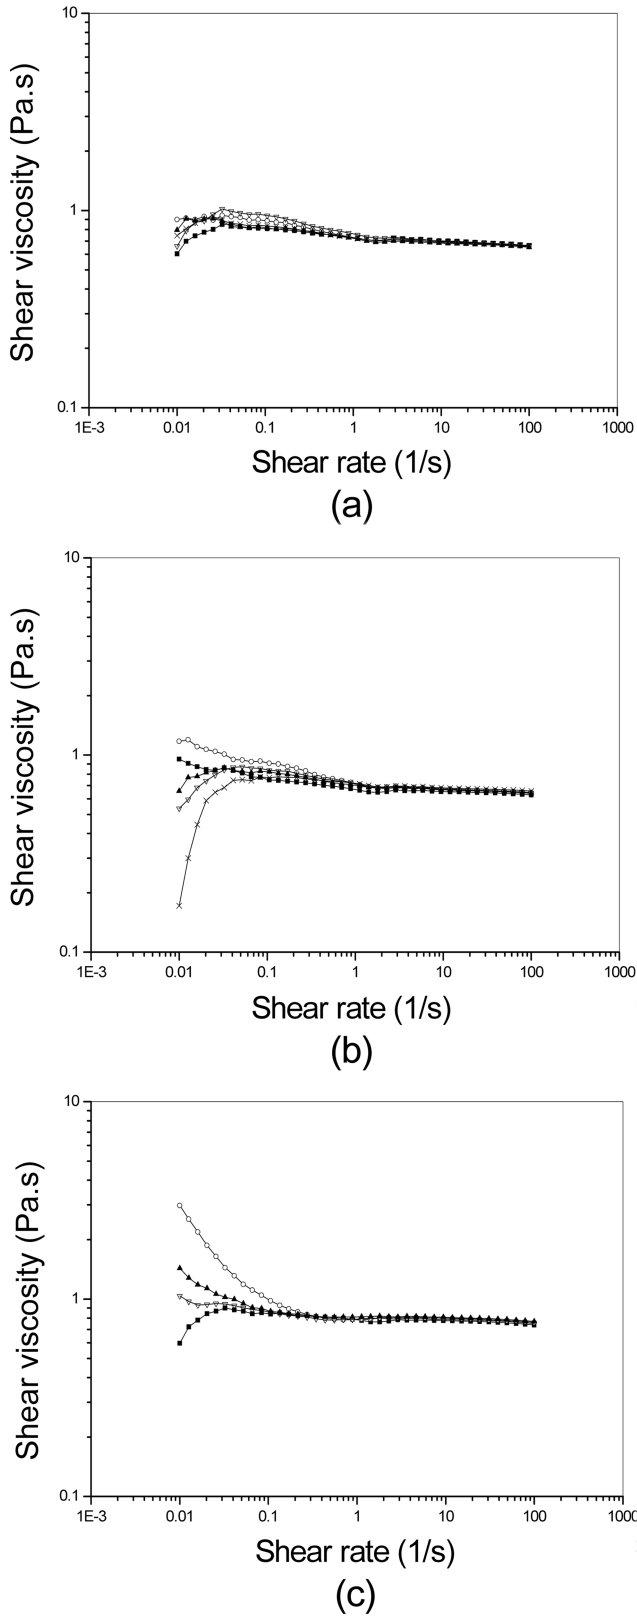 10
Shear viscosity (Pa.s)
1
0.1
1E-3 0.01 0.1 1 10 100 1000
Shear rate (1/s)
(a)
10
Shear viscosity (Pa.s)
1
0.1
1E-3 0.01 0.1 1 10 100 1000
Shear rate (1/s)
(b)
10
Shear viscosity (Pa.s)
1
0.1
1E-3 0.01 0.1 1 10 100 1000
Shear rate (1/s)
(c)